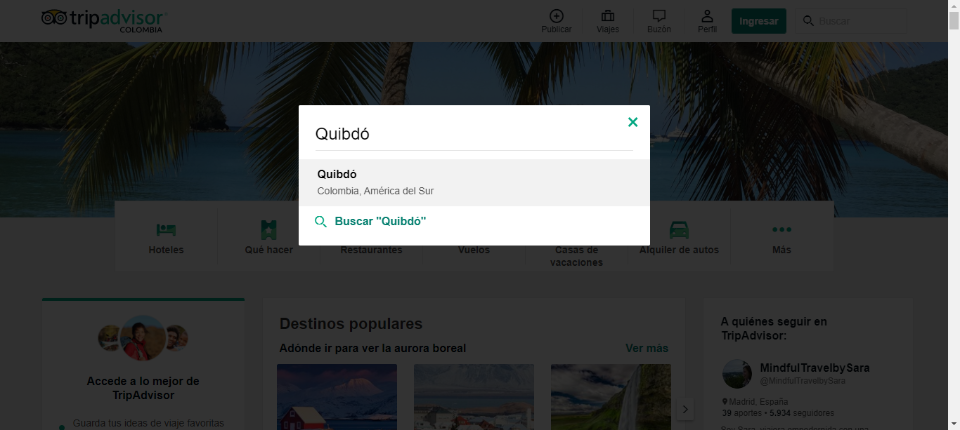 tripadvisor
COLOMBIA
Publicar
Viajes
Buzón
Perfil
Ingresar
Buscar
Quibdó
Quibdó
Colombia, América del Sur
Buscar "Quibdó"
Hoteles
Qué hacer
Restaurantes
Vuelos
Casas de
vacaciones
Alquiler de autos
Más
Accede a lo mejor de
TripAdvisor
Guarda tus ideas de viaje favoritas
Destinos populares
Adónde ir para ver la aurora boreal
Ver más
A quiénes seguir en
TripAdvisor:
MindfulTravelbySara
@MindfulTravelbySara
Madrid, España
39 aportes • 5.934 seguidores